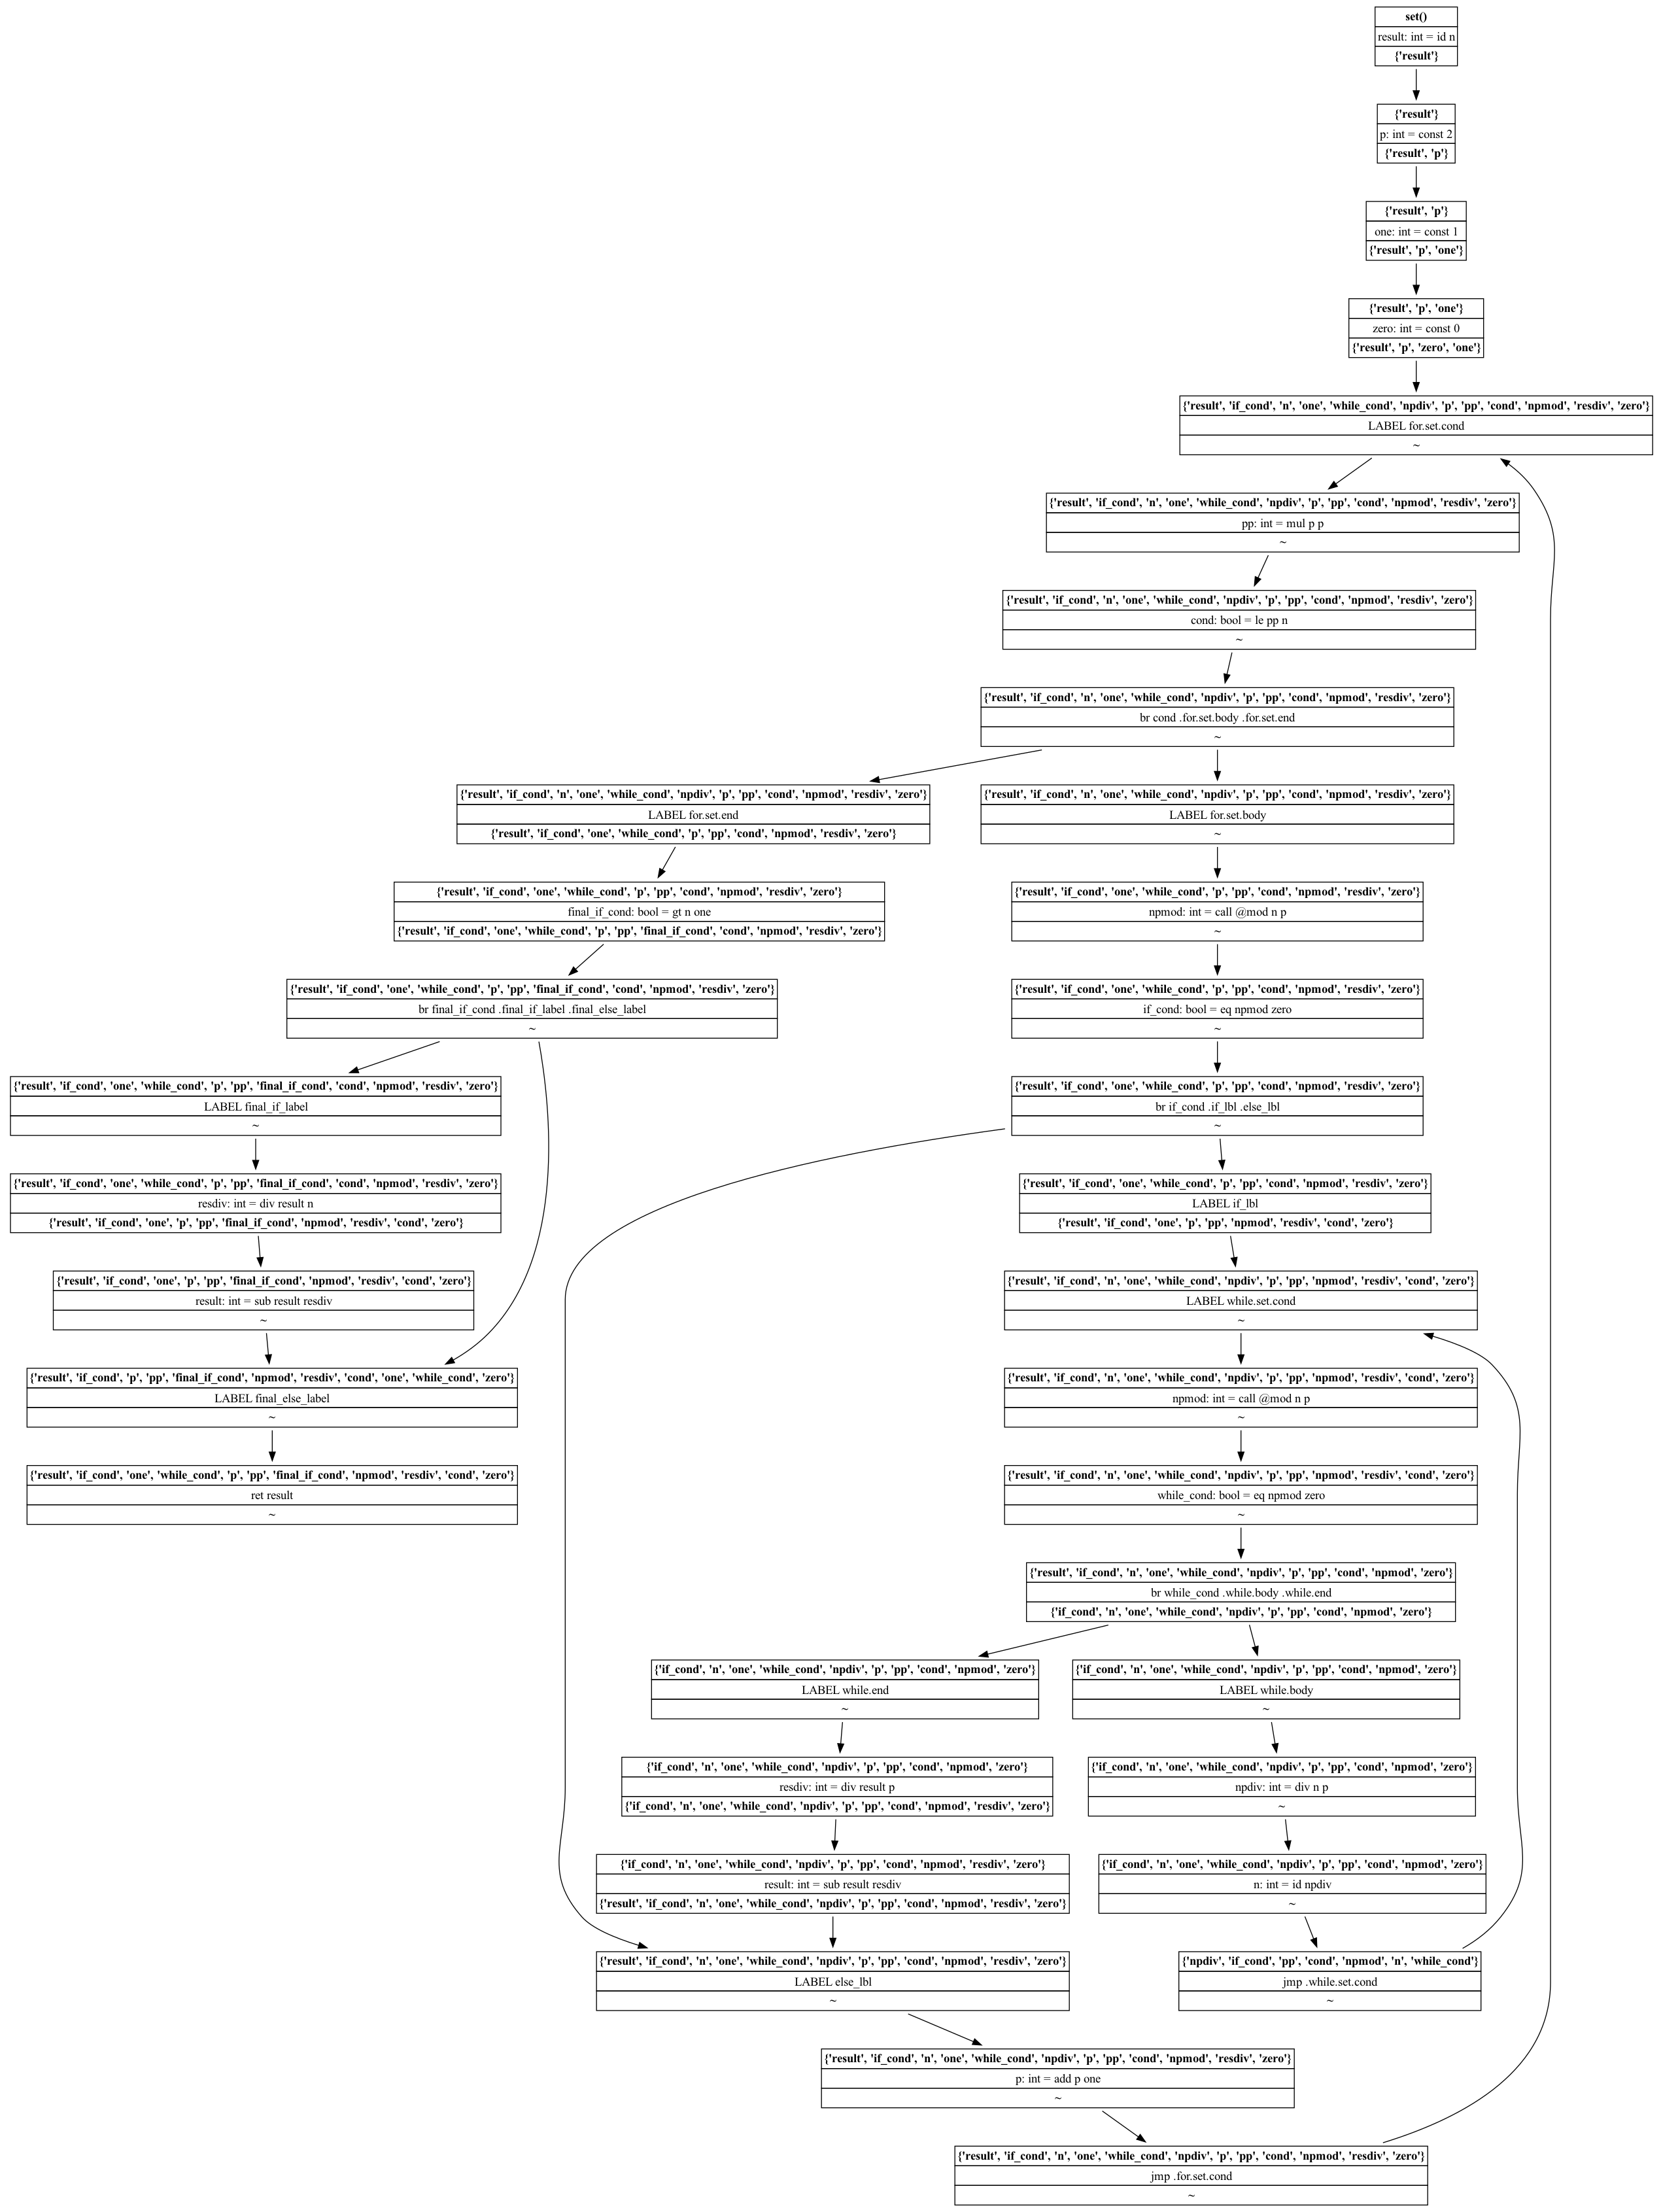 set()
result: int = id n
{'result'}
{'result'}
p: int = const 2
{'result', 'p'}
{'result', 'p'}
one: int = const 1
{'result', 'p', 'one'}
{'result', 'p', 'one'}
zero: int = const 0
{'result', 'p', 'zero', 'one'}
{'result', 'if_cond', 'n', 'one', 'while_cond', 'npdiv', 'p', 'pp', 'cond', 'npmod', 'resdiv', 'zero'}
LABEL for.set.cond
~
{'result', 'if_cond', 'n', 'one', 'while_cond', 'npdiv', 'p', 'pp', 'cond', 'npmod', 'resdiv', 'zero'}
pp: int = mul p p
~
{'result', 'if_cond', 'n', 'one', 'while_cond', 'npdiv', 'p', 'pp', 'cond', 'npmod', 'resdiv', 'zero'}
cond: bool = le pp n
~
{'result', 'if_cond', 'n', 'one', 'while_cond', 'npdiv', 'p', 'pp', 'cond', 'npmod', 'resdiv', 'zero'}
br cond .for.set.body .for.set.end
~
{'result', 'if_cond', 'n', 'one', 'while_cond', 'npdiv', 'p', 'pp', 'cond', 'npmod', 'resdiv', 'zero'}
LABEL for.set.end
{'result', 'if_cond', 'one', 'while_cond', 'p', 'pp', 'cond', 'npmod', 'resdiv', 'zero'}
{'result', 'if_cond', 'n', 'one', 'while_cond', 'npdiv', 'p', 'pp', 'cond', 'npmod', 'resdiv', 'zero'}
LABEL for.set.body
~
{'result', 'if_cond', 'one', 'while_cond', 'p', 'pp', 'cond', 'npmod', 'resdiv', 'zero'}
final_if_cond: bool = gt n one
{'result', 'if_cond', 'one', 'while_cond', 'p', 'pp', 'final_if_cond', 'cond', 'npmod', 'resdiv', 'zero'}
{'result', 'if_cond', 'one', 'while_cond', 'p', 'pp', 'cond', 'npmod', 'resdiv', 'zero'}
npmod: int = call @mod n p
~
{'result', 'if_cond', 'one', 'while_cond', 'p', 'pp', 'final_if_cond', 'cond', 'npmod', 'resdiv', 'zero'}
br final_if_cond .final_if_label .final_else_label
~
{'result', 'if_cond', 'one', 'while_cond', 'p', 'pp', 'cond', 'npmod', 'resdiv', 'zero'}
if_cond: bool = eq npmod zero
~
{'result', 'if_cond', 'one', 'while_cond', 'p', 'pp', 'final_if_cond', 'cond', 'npmod', 'resdiv', 'zero'}
LABEL final_if_label
~
{'result', 'if_cond', 'one', 'while_cond', 'p', 'pp', 'cond', 'npmod', 'resdiv', 'zero'}
br if_cond .if_lbl .else_lbl
~
{'result', 'if_cond', 'one', 'while_cond', 'p', 'pp', 'final_if_cond', 'cond', 'npmod', 'resdiv', 'zero'}
resdiv: int = div result n
{'result', 'if_cond', 'one', 'p', 'pp', 'final_if_cond', 'npmod', 'resdiv', 'cond', 'zero'}
{'result', 'if_cond', 'one', 'while_cond', 'p', 'pp', 'cond', 'npmod', 'resdiv', 'zero'}
LABEL if_lbl
{'result', 'if_cond', 'one', 'p', 'pp', 'npmod', 'resdiv', 'cond', 'zero'}
{'result', 'if_cond', 'one', 'p', 'pp', 'final_if_cond', 'npmod', 'resdiv', 'cond', 'zero'}
result: int = sub result resdiv
~
{'result', 'if_cond', 'n', 'one', 'while_cond', 'npdiv', 'p', 'pp', 'npmod', 'resdiv', 'cond', 'zero'}
LABEL while.set.cond
~
{'result', 'if_cond', 'p', 'pp', 'final_if_cond', 'npmod', 'resdiv', 'cond', 'one', 'while_cond', 'zero'}
LABEL final_else_label
~
{'result', 'if_cond', 'n', 'one', 'while_cond', 'npdiv', 'p', 'pp', 'npmod', 'resdiv', 'cond', 'zero'}
npmod: int = call @mod n p
~
{'result', 'if_cond', 'one', 'while_cond', 'p', 'pp', 'final_if_cond', 'npmod', 'resdiv', 'cond', 'zero'}
ret result
~
{'result', 'if_cond', 'n', 'one', 'while_cond', 'npdiv', 'p', 'pp', 'npmod', 'resdiv', 'cond', 'zero'}
while_cond: bool = eq npmod zero
~
{'result', 'if_cond', 'n', 'one', 'while_cond', 'npdiv', 'p', 'pp', 'cond', 'npmod', 'zero'}
br while_cond .while.body .while.end
{'if_cond', 'n', 'one', 'while_cond', 'npdiv', 'p', 'pp', 'cond', 'npmod', 'zero'}
{'if_cond', 'n', 'one', 'while_cond', 'npdiv', 'p', 'pp', 'cond', 'npmod', 'zero'}
LABEL while.end
~
{'if_cond', 'n', 'one', 'while_cond', 'npdiv', 'p', 'pp', 'cond', 'npmod', 'zero'}
LABEL while.body
~
{'if_cond', 'n', 'one', 'while_cond', 'npdiv', 'p', 'pp', 'cond', 'npmod', 'zero'}
resdiv: int = div result p
{'if_cond', 'n', 'one', 'while_cond', 'npdiv', 'p', 'pp', 'cond', 'npmod', 'resdiv', 'zero'}
{'if_cond', 'n', 'one', 'while_cond', 'npdiv', 'p', 'pp', 'cond', 'npmod', 'zero'}
npdiv: int = div n p
~
{'if_cond', 'n', 'one', 'while_cond', 'npdiv', 'p', 'pp', 'cond', 'npmod', 'resdiv', 'zero'}
result: int = sub result resdiv
{'result', 'if_cond', 'n', 'one', 'while_cond', 'npdiv', 'p', 'pp', 'cond', 'npmod', 'resdiv', 'zero'}
{'if_cond', 'n', 'one', 'while_cond', 'npdiv', 'p', 'pp', 'cond', 'npmod', 'zero'}
n: int = id npdiv
~
{'result', 'if_cond', 'n', 'one', 'while_cond', 'npdiv', 'p', 'pp', 'cond', 'npmod', 'resdiv', 'zero'}
LABEL else_lbl
~
{'npdiv', 'if_cond', 'pp', 'cond', 'npmod', 'n', 'while_cond'}
jmp .while.set.cond
~
{'result', 'if_cond', 'n', 'one', 'while_cond', 'npdiv', 'p', 'pp', 'cond', 'npmod', 'resdiv', 'zero'}
p: int = add p one
~
{'result', 'if_cond', 'n', 'one', 'while_cond', 'npdiv', 'p', 'pp', 'cond', 'npmod', 'resdiv', 'zero'}
jmp .for.set.cond
~